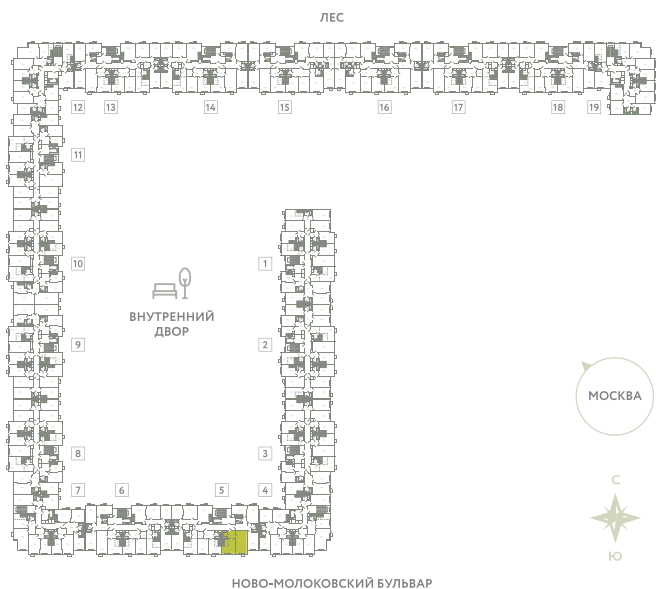 ЛЕС
12 13 14 15 16 17 18 19
11
10 1
ВНУТРЕННИЙ
ДВОР
9 2
МОСКВА
8 3
7 6 5 4
С
Ю
НОВО-МОЛОКОВСКИЙ БУЛЬВАР